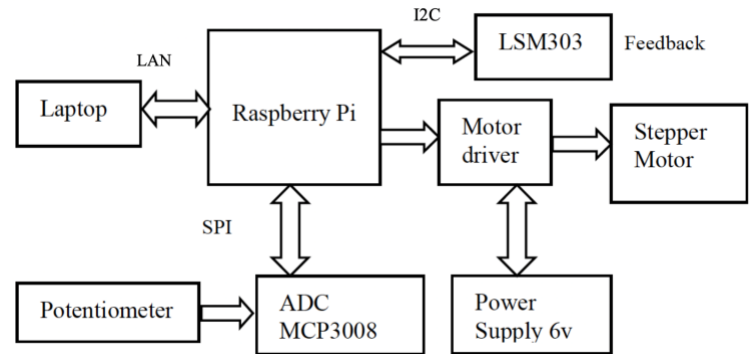 I2C
LSM303
Feedback
LAN
Laptop
Raspberry Pi
Motor
driver
Stepper
Motor
SPI
Potentiometer
ADC
MCP3008
Power
Supply 6v